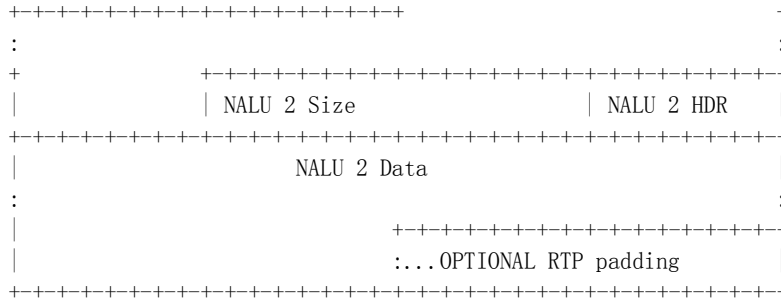 +-+-+-+-+-+-+-+-+-+-+-+-+-+-+-+-+
: :
+ +-+-+-+-+-+-+-+-+-+-+-+-+-+-+-+-+-+-+-+-+-+-+-+-
| | NALU 2 Size | NALU 2 HDR |
+-+-+-+-+-+-+-+-+-+-+-+-+-+-+-+-+-+-+-+-+-+-+-+-+-+-+-+-+-+-+-+-
| NALU 2 Data |
: :
| +-+-+-+-+-+-+-+-+-+-+-+-+-+-+-+-
| :...OPTIONAL RTP padding |
+-+-+-+-+-+-+-+-+-+-+-+-+-+-+-+-+-+-+-+-+-+-+-+-+-+-+-+-+-+-+-+-